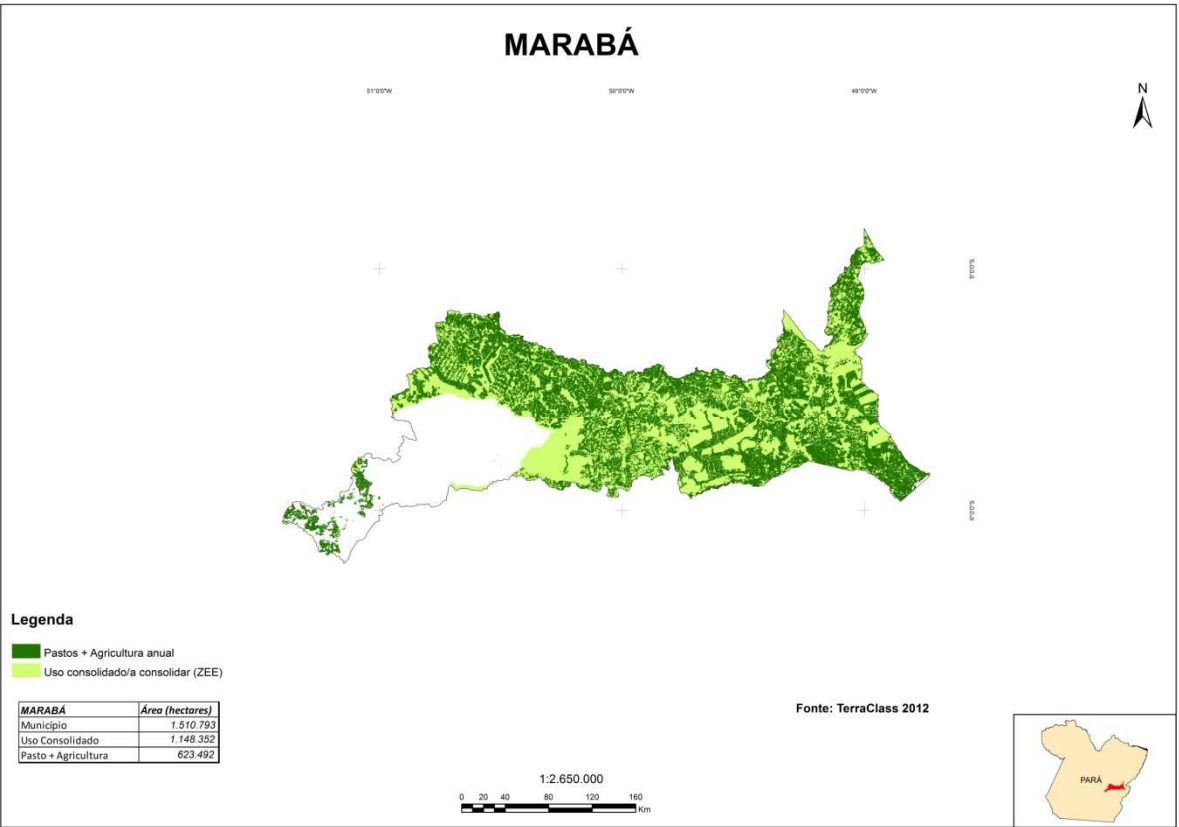 MARABÁ
51°0'0"W 50°0'0"W 49°0'0"W
N
5°0'0"S
6°0'0"S
Legenda
Pastos + Agricultura anual
Uso consolidado/a consolidar (ZEE)
MARABÁ Área (hectares)
Município 1.510.793
Uso Consolidado 1.148.352
Pasto + Agricultura 623.492
Fonte: TerraClass 2012
1:2.650.000
0 20 40 80 120 160
Km
PARÁ